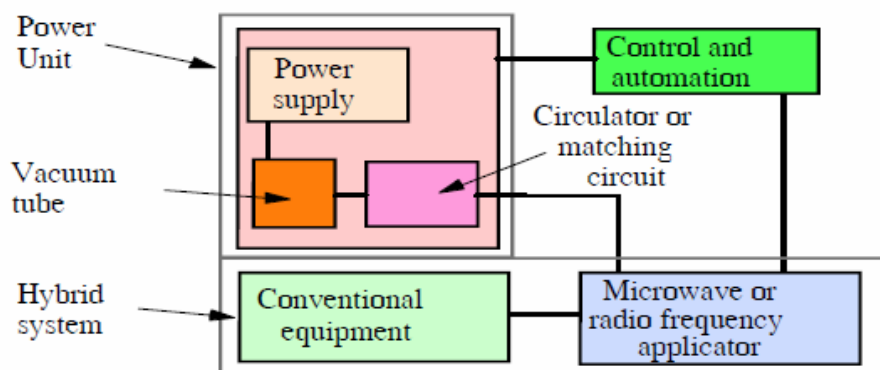 Power
Unit
Power
supply
Control and
automation
Circulator or
matching
circuit
Vacuum
tube
Hybrid
system
Conventional
equipment
Microwave or
radio frequency
applicator